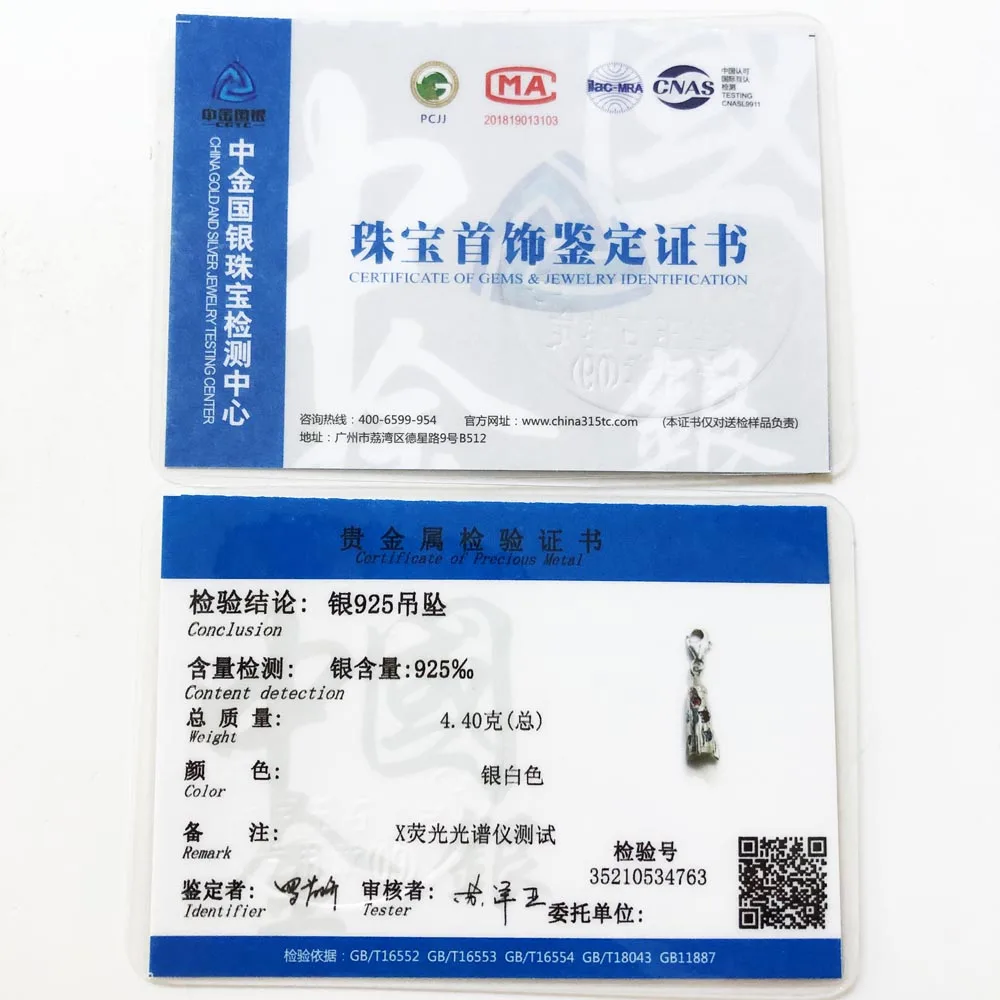 中金国银
CGTC
中金国银珠宝检测中心
CHINA GOLD AND SILVER JEWELRY TESTING CENTER
PCJJ
MA
201819013103
ilac-MRA
CNAS
中国认可
国际互认
检测
TESTING
CNASL9911
珠宝首饰鉴定证书
CERTIFICATE OF GEMS & JEWELRY IDENTIFICATION
咨询热线：400-6599-954 官方网址：www.china315tc.com (本证书仅对送检样品负责)
地址：广州市荔湾区德星路9号B512
贵金属检验证书
Certificate of Precious Metal
检验结论: 银925吊坠
Conclusion
含量检测: 银含量:925‰
Content detection
总质量: 4.40克(总)
Weight
颜色: 银白色
Color
备注: X荧光光谱仪测试
Remark
检验号
35210534763
鉴定者: 审核者: 委托单位:
Identifier Tester
检验依据：GB/T16552 GB/T16553 GB/T16554 GB/T18043 GB11887